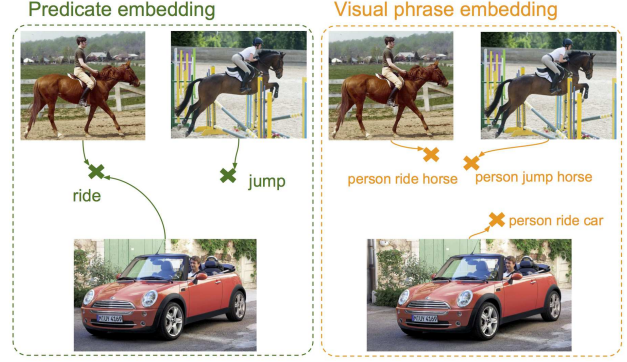 Predicate embedding
Visual phrase embedding
ride
jump
person ride horse
person jump horse
person ride car